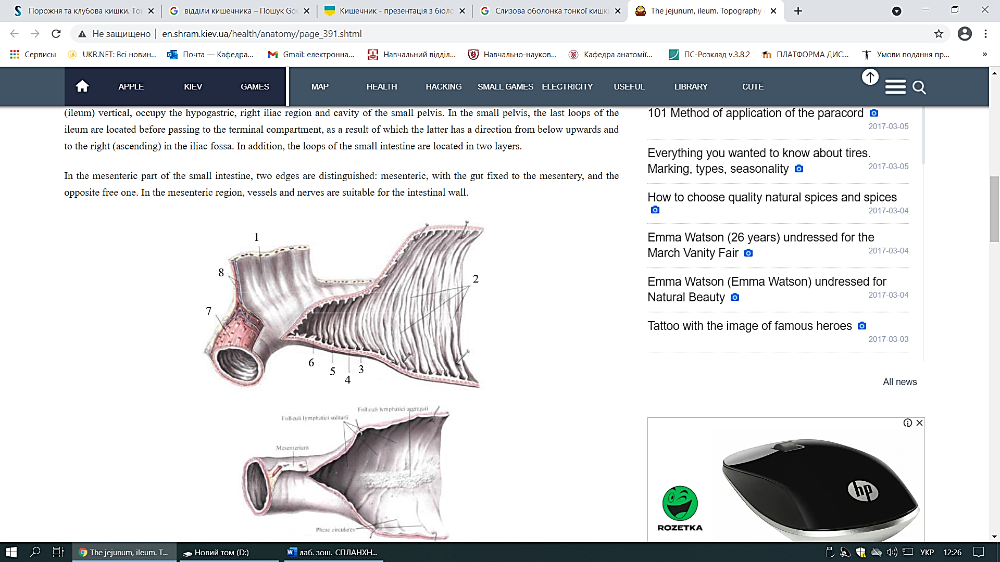 Порожня та клубова кишки. То
відділи кишечника – Пошук Goo
Кишечник - презентація з біоло
Слизова оболонка тонкої кишк
The jejunum, ileum. Topography
Не защищено | en.shram.kiev.ua/health/anatomy/page_391.shtml
Сервисы
UKR.NET: Всі новин...
Почта — Кафедра...
Gmail: електронна...
Навчальний відділ...
Навчально-науков...
Кафедра анатомії...
ПС-Розклад v.3.8.2
ПЛАТФОРМА ДИС...
Умови подання пр...
»
APPLE
KIEV
GAMES
MAP
HEALTH
HACKING
SMALL GAMES
ELECTRICITY
USEFUL
LIBRARY
CUTE
(ileum) vertical, occupy the hypogastric, right iliac region and cavity of the small pelvis. In the small pelvis, the last loops of the
ileum are located before passing to the terminal compartment, as a result of which the latter has a direction from below upwards and
to the right (ascending) in the iliac fossa. In addition, the loops of the small intestine are located in two layers.
In the mesenteric part of the small intestine, two edges are distinguished: mesenteric, with the gut fixed to the mesentery, and the
opposite free one. In the mesenteric region, vessels and nerves are suitable for the intestinal wall.
1
8
2
7
6
5
4
3
Folliculi lymphatici aggregati
Folliculi lymphatici solitarii
Mesenterium
Plicae circulares
101 Method of application of the paracord
2017-03-05
Everything you wanted to know about tires.
Marking, types, seasonality
2017-03-05
How to choose quality natural spices and spices
2017-03-04
Emma Watson (26 years) undressed for the
March Vanity Fair
2017-03-04
Emma Watson (Emma Watson) undressed for
Natural Beauty
2017-03-04
Tattoo with the image of famous heroes
2017-03-03
All news
hp
ROZETKA
The jejunum, ileum. T...
Новий том (D:)
лаб. зош._СПЛАНХН...
УКР
12:26